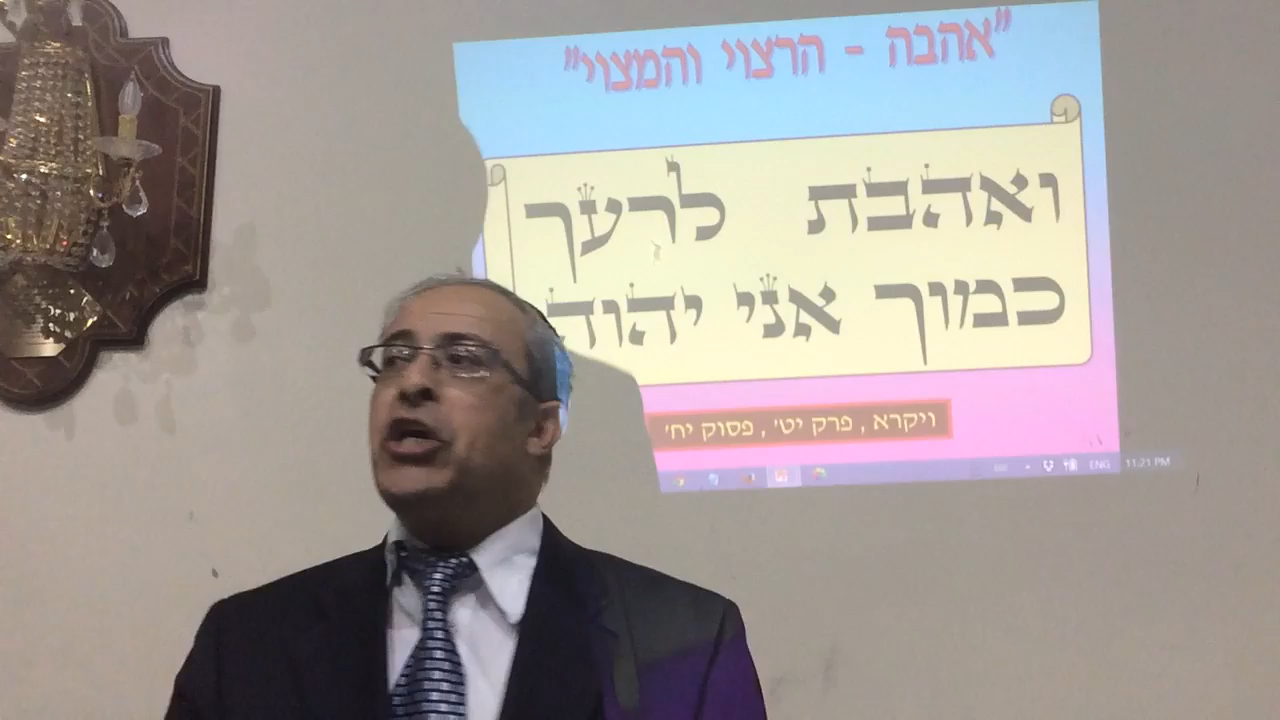 "אהבה - הרצוי והמצוי"
ואהבת לרעך
כמוך אני יהוה
ויקרא , פרק יט', פסוק יח'
ENG 11:21 PM